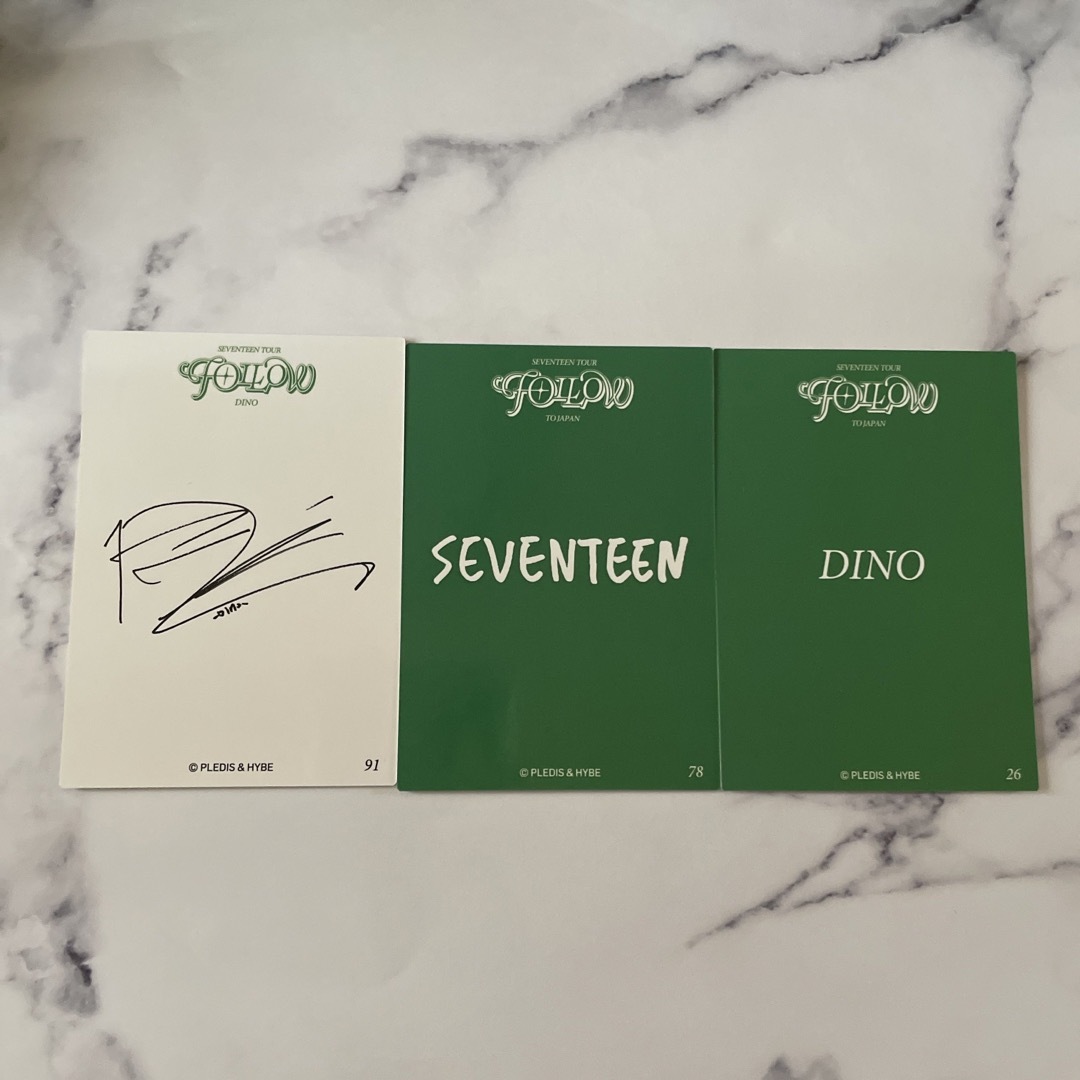 SEVENTEEN TOUR
FOLLOW
DINO
DINO
© PLEDIS & HYBE
91
SEVENTEEN TOUR
FOLLOW
TO JAPAN
SEVENTEEN
© PLEDIS & HYBE
78
SEVENTEEN TOUR
FOLLOW
TO JAPAN
DINO
© PLEDIS & HYBE
26